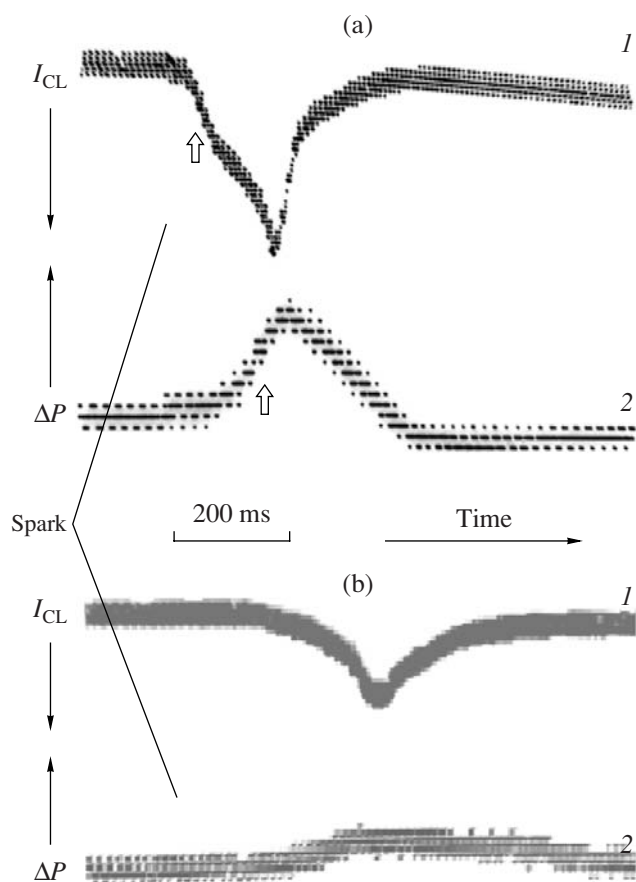 (a)
1
I_CL
ΔP
2
Spark
200 ms
Time
(b)
1
I_CL
2
ΔP